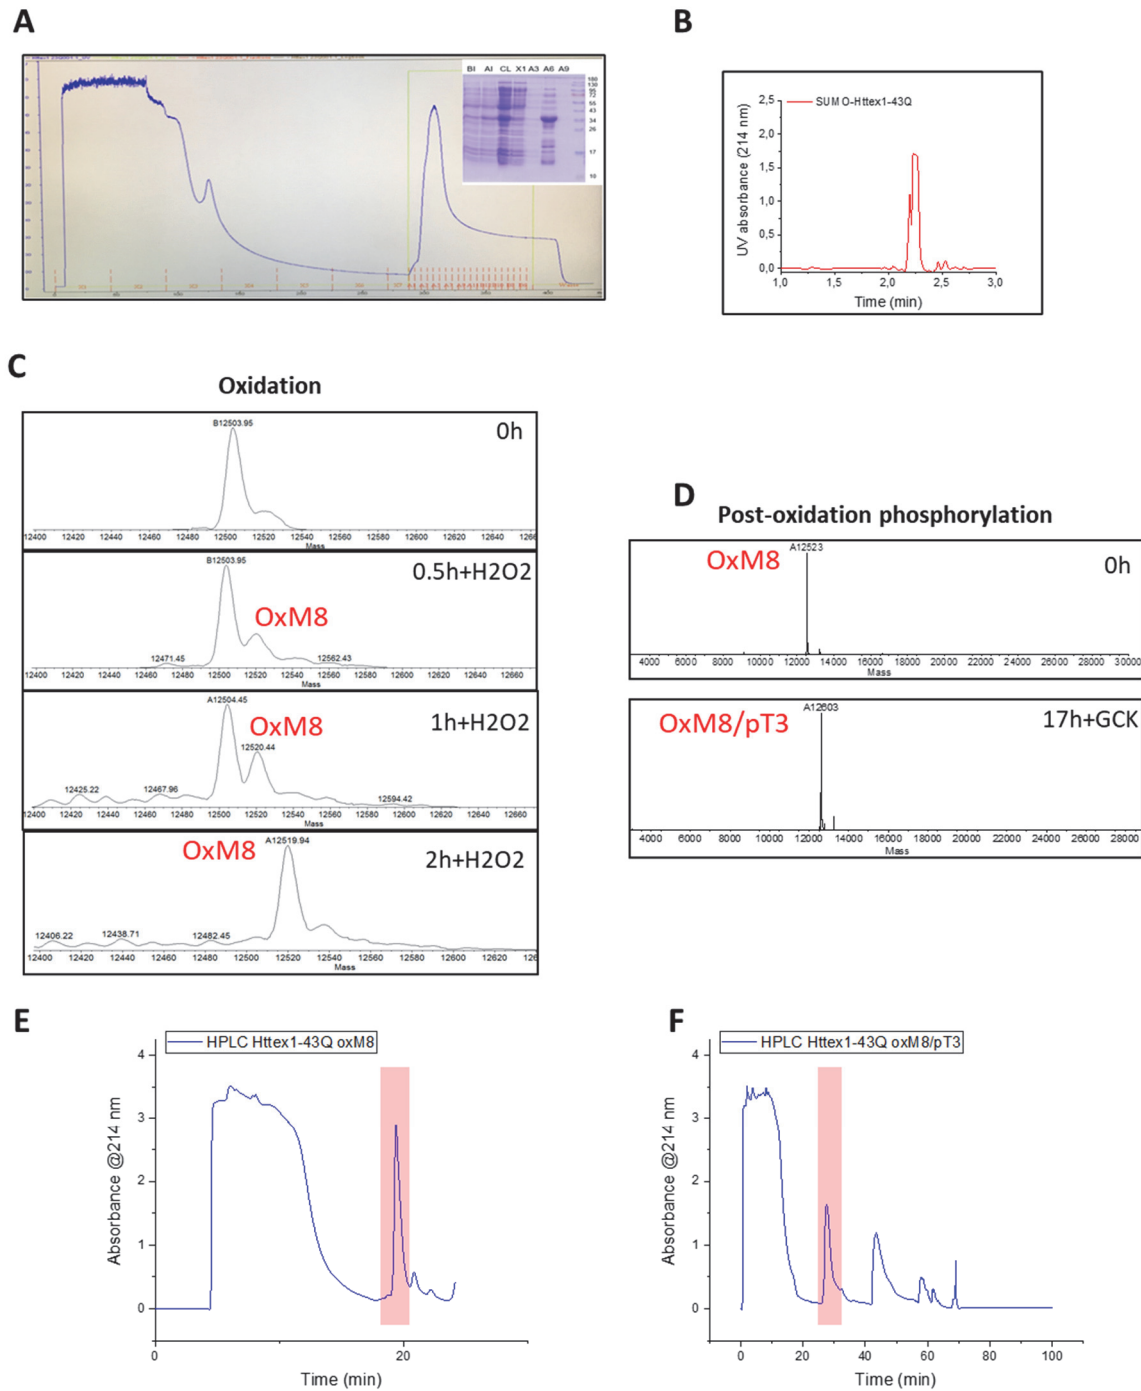 A
BI AI CL X1 A3 A6 A9
180
130
95
72
55
43
34
26
17
10
B
SUMO-Httex1-43Q
UV absorbance (214 nm)
2,5
2,0
1,5
1,0
0,5
0,0
1,0 1,5 2,0 2,5 3,0
Time (min)
C
Oxidation
B12503.95
0h
12400 12420 12440 12460 12480 12500 12520 12540 12560 12580 12600 12620 12640
Mass
B12503.95
0.5h+H2O2
OxM8
12471.45
12562.43
12400 12420 12440 12460 12480 12500 12520 12540 12560 12580 12600 12620 12640 12660
Mass
A12504.45
1h+H2O2
OxM8
12520.44
12425.22
12467.96
12594.42
12400 12420 12440 12460 12480 12500 12520 12540 12560 12580 12600 12620 12640 12660
Mass
OxM8
A12519.94
2h+H2O2
12406.22
12438.71
12482.45
12400 12420 12440 12460 12480 12500 12520 12540 12560 12580 12600 12620 12640
Mass
D
Post-oxidation phosphorylation
OxM8
A12523
0h
4000 6000 8000 10000 12000 14000 16000 18000 20000 22000 24000 26000 28000 30000
Mass
OxM8/pT3
A12603
17h+GCK
4000 6000 8000 10000 12000 14000 16000 18000 20000 22000 24000 26000 28000
Mass
E
HPLC Httex1-43Q oxM8
Absorbance @214 nm
4
3
2
1
0
0 20
Time (min)
F
HPLC Httex1-43Q oxM8/pT3
Absorbance @214 nm
4
3
2
1
0
0 20 40 60 80 100
Time (min)